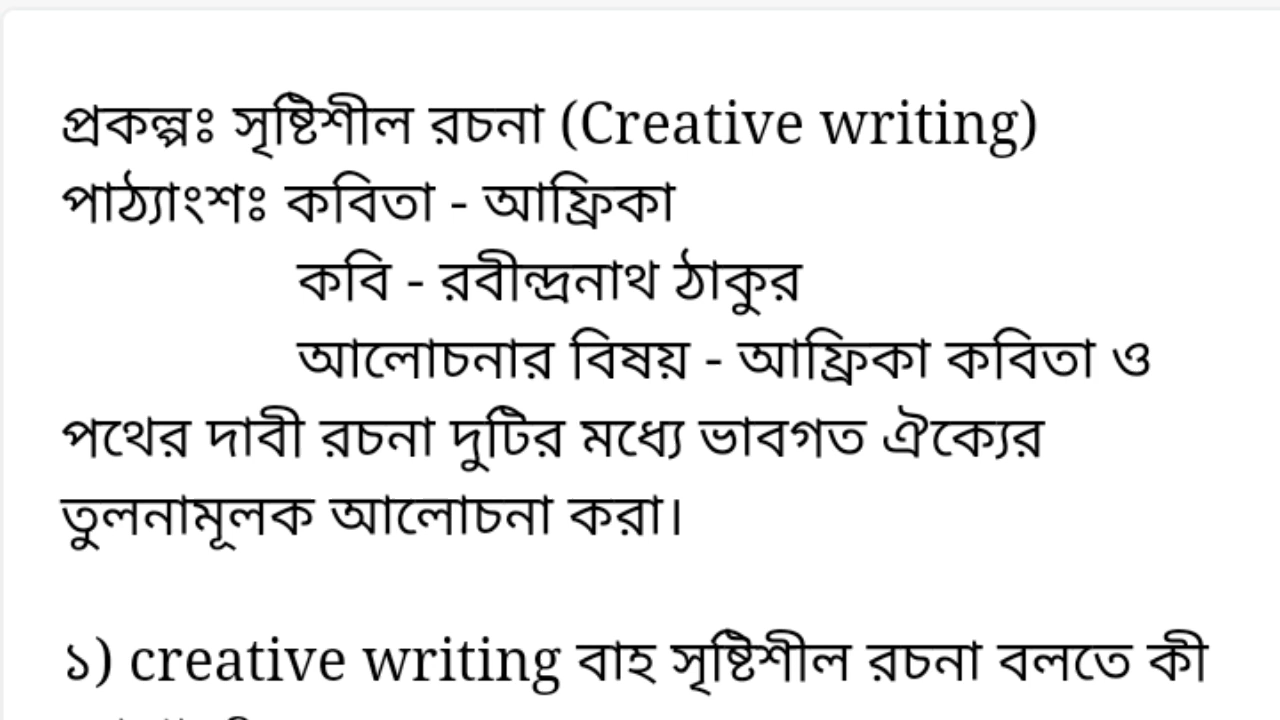 প্রকল্পঃ সৃষ্টিশীল রচনা (Creative writing)
পাঠ্যাংশঃ কবিতা - আফ্রিকা
কবি - রবীন্দ্রনাথ ঠাকুর
আলোচনার বিষয় - আফ্রিকা কবিতা ও
পথের দাবী রচনা দুটির মধ্যে ভাবগত ঐক্যের
তুলনামূলক আলোচনা করা।
১) creative writing বাহ সৃষ্টিশীল রচনা বলতে কী